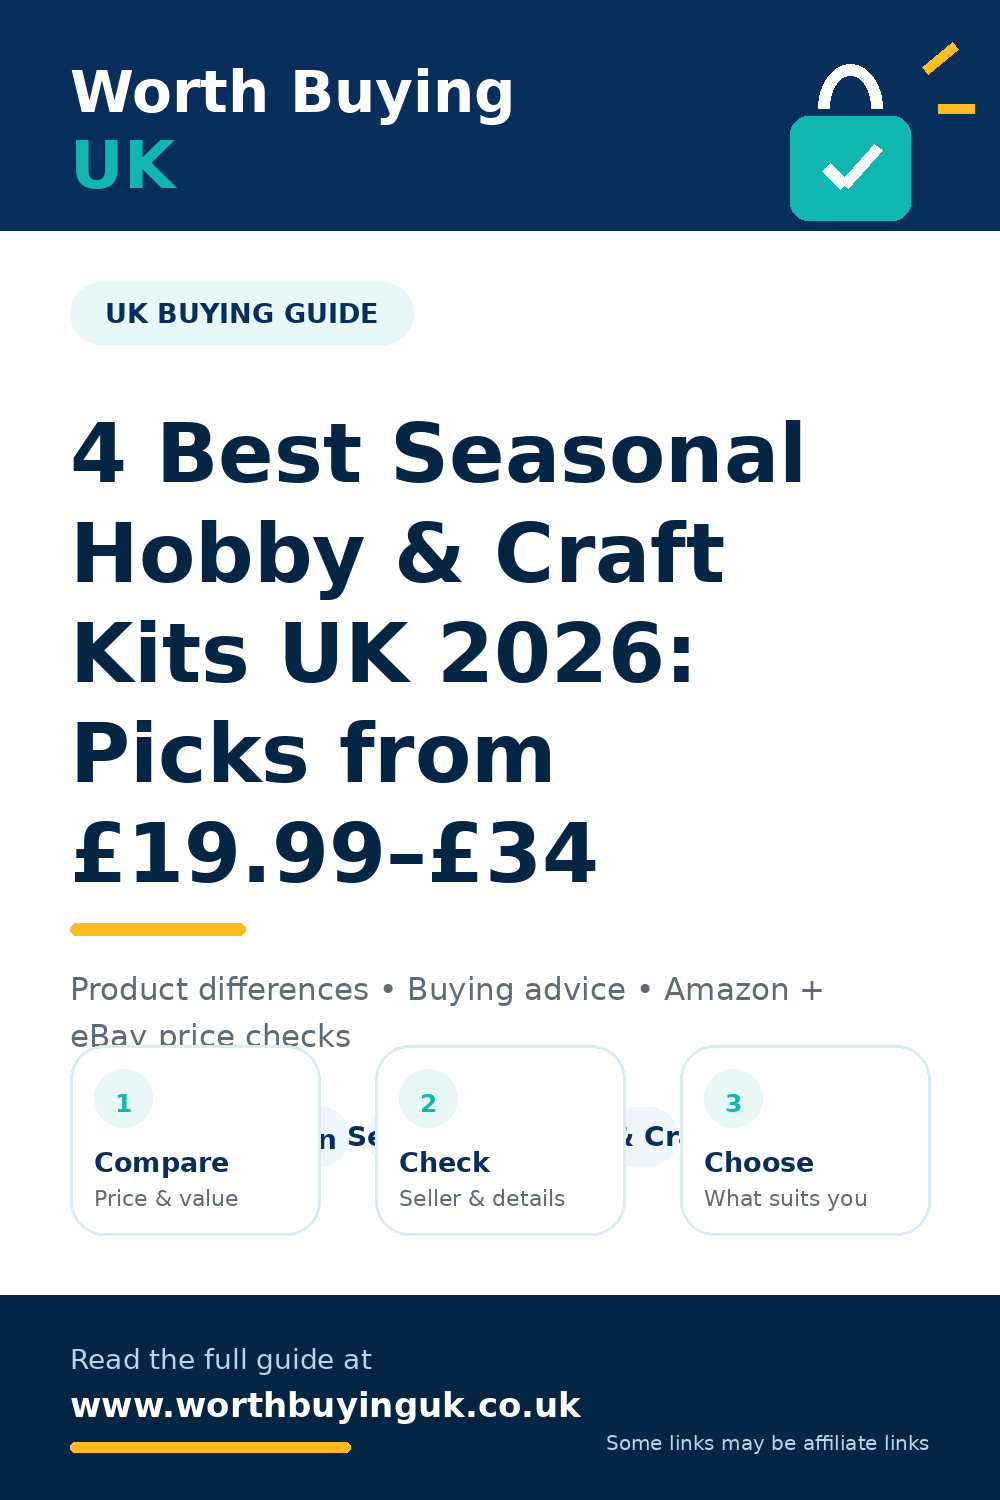 Worth Buying
UK
UK BUYING GUIDE
4 Best Seasonal
Hobby & Craft
Kits UK 2026:
Picks from
£19.99–£34
Product differences • Buying advice • Amazon +
eBay price checks
1
Compare
Price & value
2
Check
Seller & details
3
Choose
What suits you
Read the full guide at
www.worthbuyinguk.co.uk
Some links may be affiliate links